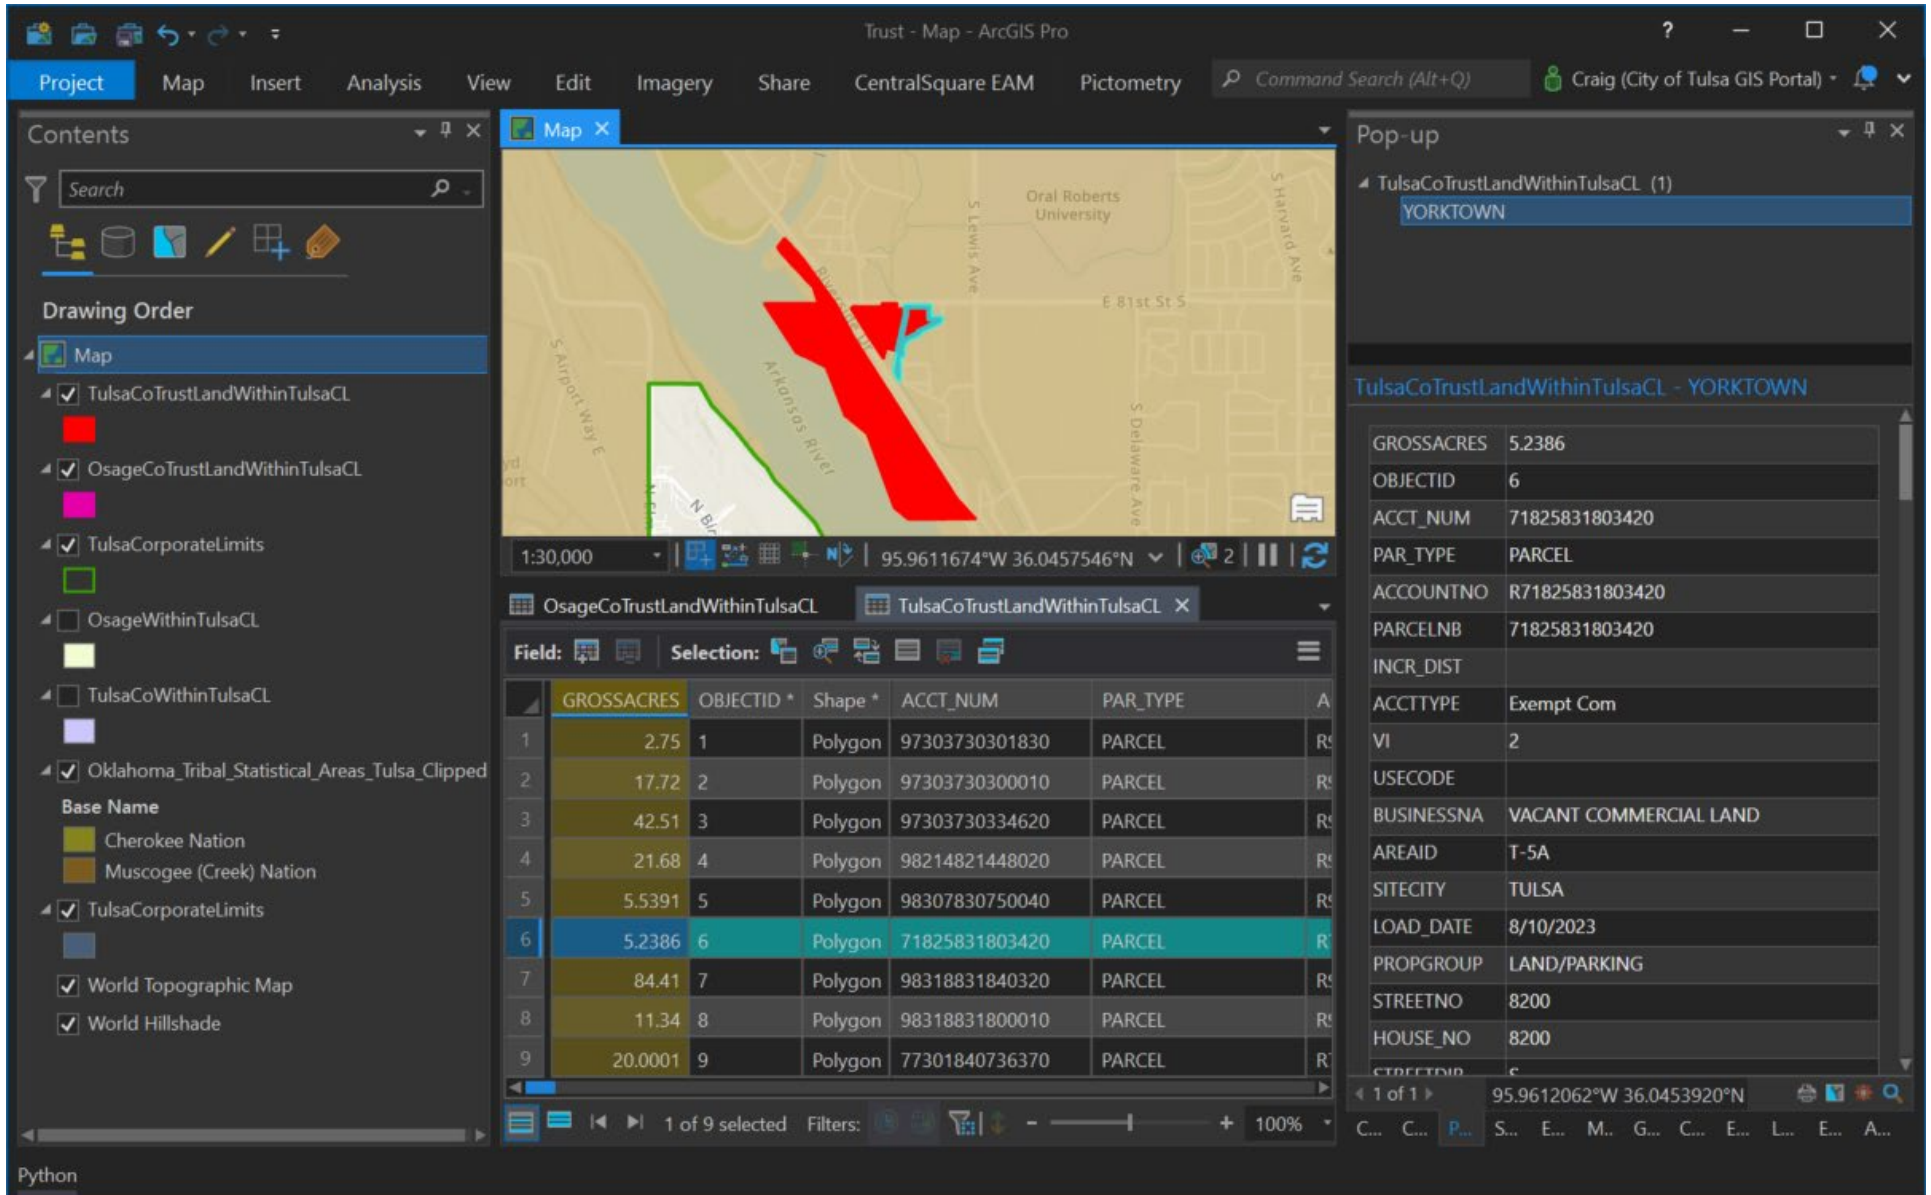 Trust - Map - ArcGIS Pro
?
Project Map Insert Analysis View Edit Imagery Share CentralSquare EAM Pictometry
Command Search (Alt+Q)
Craig (City of Tulsa GIS Portal)
Contents
Search
Drawing Order
Map
TulsaCoTrustLandWithinTulsaCL
OsageCoTrustLandWithinTulsaCL
TulsaCorporateLimits
OsageWithinTulsaCL
TulsaCoWithinTulsaCL
Oklahoma_Tribal_Statistical_Areas_Tulsa_Clipped
Base Name
Cherokee Nation
Muscogee (Creek) Nation
TulsaCorporateLimits
World Topographic Map
World Hillshade
Map
Oral Roberts
University
S Lewis Ave
S Harvard Ave
E 81st St S
Riverside Dr
S Airport Way E
Arkansas River
S Delaware Ave
1:30,000
95.9611674°W 36.0457546°N
2
OsageCoTrustLandWithinTulsaCL TulsaCoTrustLandWithinTulsaCL
Field: Selection:
GROSSACRES OBJECTID * Shape * ACCT_NUM PAR_TYPE A
1 2.75 1 Polygon 97303730301830 PARCEL
2 17.72 2 Polygon 97303730300010 PARCEL
3 42.51 3 Polygon 97303730334620 PARCEL
4 21.68 4 Polygon 98214821448020 PARCEL
5 5.5391 5 Polygon 98307830750040 PARCEL
6 5.2386 6 Polygon 71825831803420 PARCEL
7 84.41 7 Polygon 98318831840320 PARCEL
8 11.34 8 Polygon 98318831800010 PARCEL
9 20.0001 9 Polygon 77301840736370 PARCEL
1 of 9 selected Filters:
- + 100%
Pop-up
TulsaCoTrustLandWithinTulsaCL (1)
YORKTOWN
TulsaCoTrustLandWithinTulsaCL - YORKTOWN
GROSSACRES 5.2386
OBJECTID 6
ACCT_NUM 71825831803420
PAR_TYPE PARCEL
ACCOUNTNO R71825831803420
PARCELNB 71825831803420
INCR_DIST
ACCTTYPE Exempt Com
VI 2
USECODE
BUSINESSNA VACANT COMMERCIAL LAND
AREAID T-5A
SITECITY TULSA
LOAD_DATE 8/10/2023
PROPGROUP LAND/PARKING
STREETNO 8200
HOUSE_NO 8200
STREETDIR S
1 of 1 95.9612062°W 36.0453920°N
C... C... P... S... E... M.. G... C... E... L... E... A...
Python